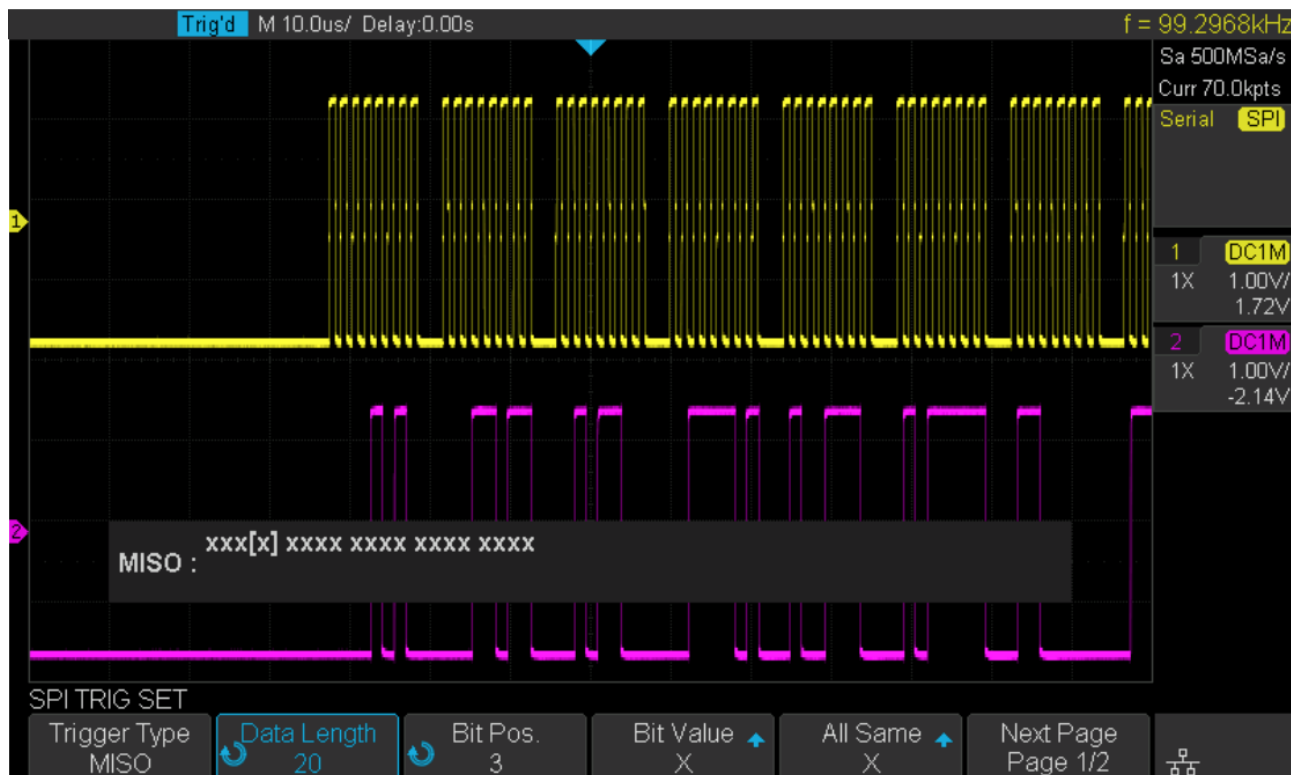 Trig'd M 10.0us/ Delay:0.00s f = 99.2968kHz
Sa 500MSa/s
Curr 70.0kpts
Serial SPI
1
1 DC1M
1X 1.00V/
1.72V
2 DC1M
1X 1.00V/
-2.14V
2
xxx[x] xxxx xxxx xxxx xxxx
MISO :
SPI TRIG SET
Trigger Type
MISO
Data Length
20
Bit Pos.
3
Bit Value
X
All Same
X
Next Page
Page 1/2